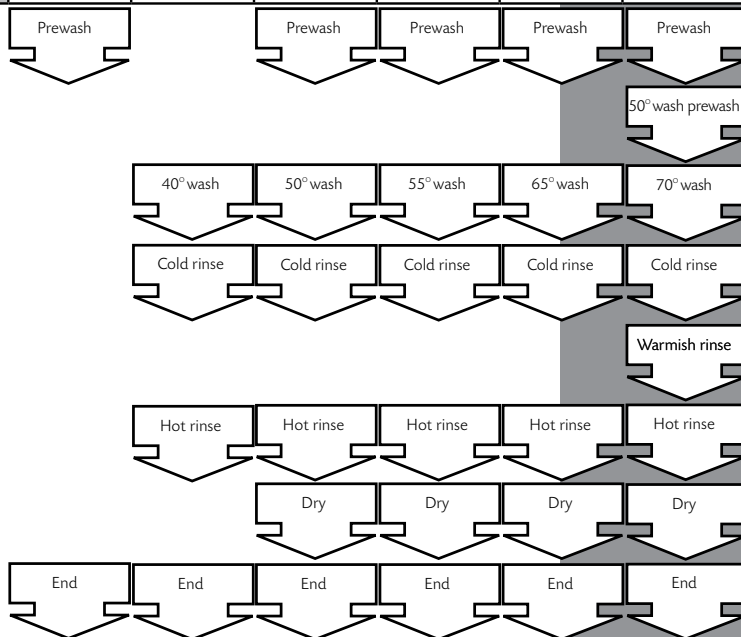 Prewash Prewash Prewash Prewash Prewash
50° wash prewash
40° wash 50° wash 55° wash 65° wash 70° wash
Cold rinse Cold rinse Cold rinse Cold rinse Cold rinse
Warmish rinse
Hot rinse Hot rinse Hot rinse Hot rinse Hot rinse
Dry Dry Dry Dry
End End End End End End